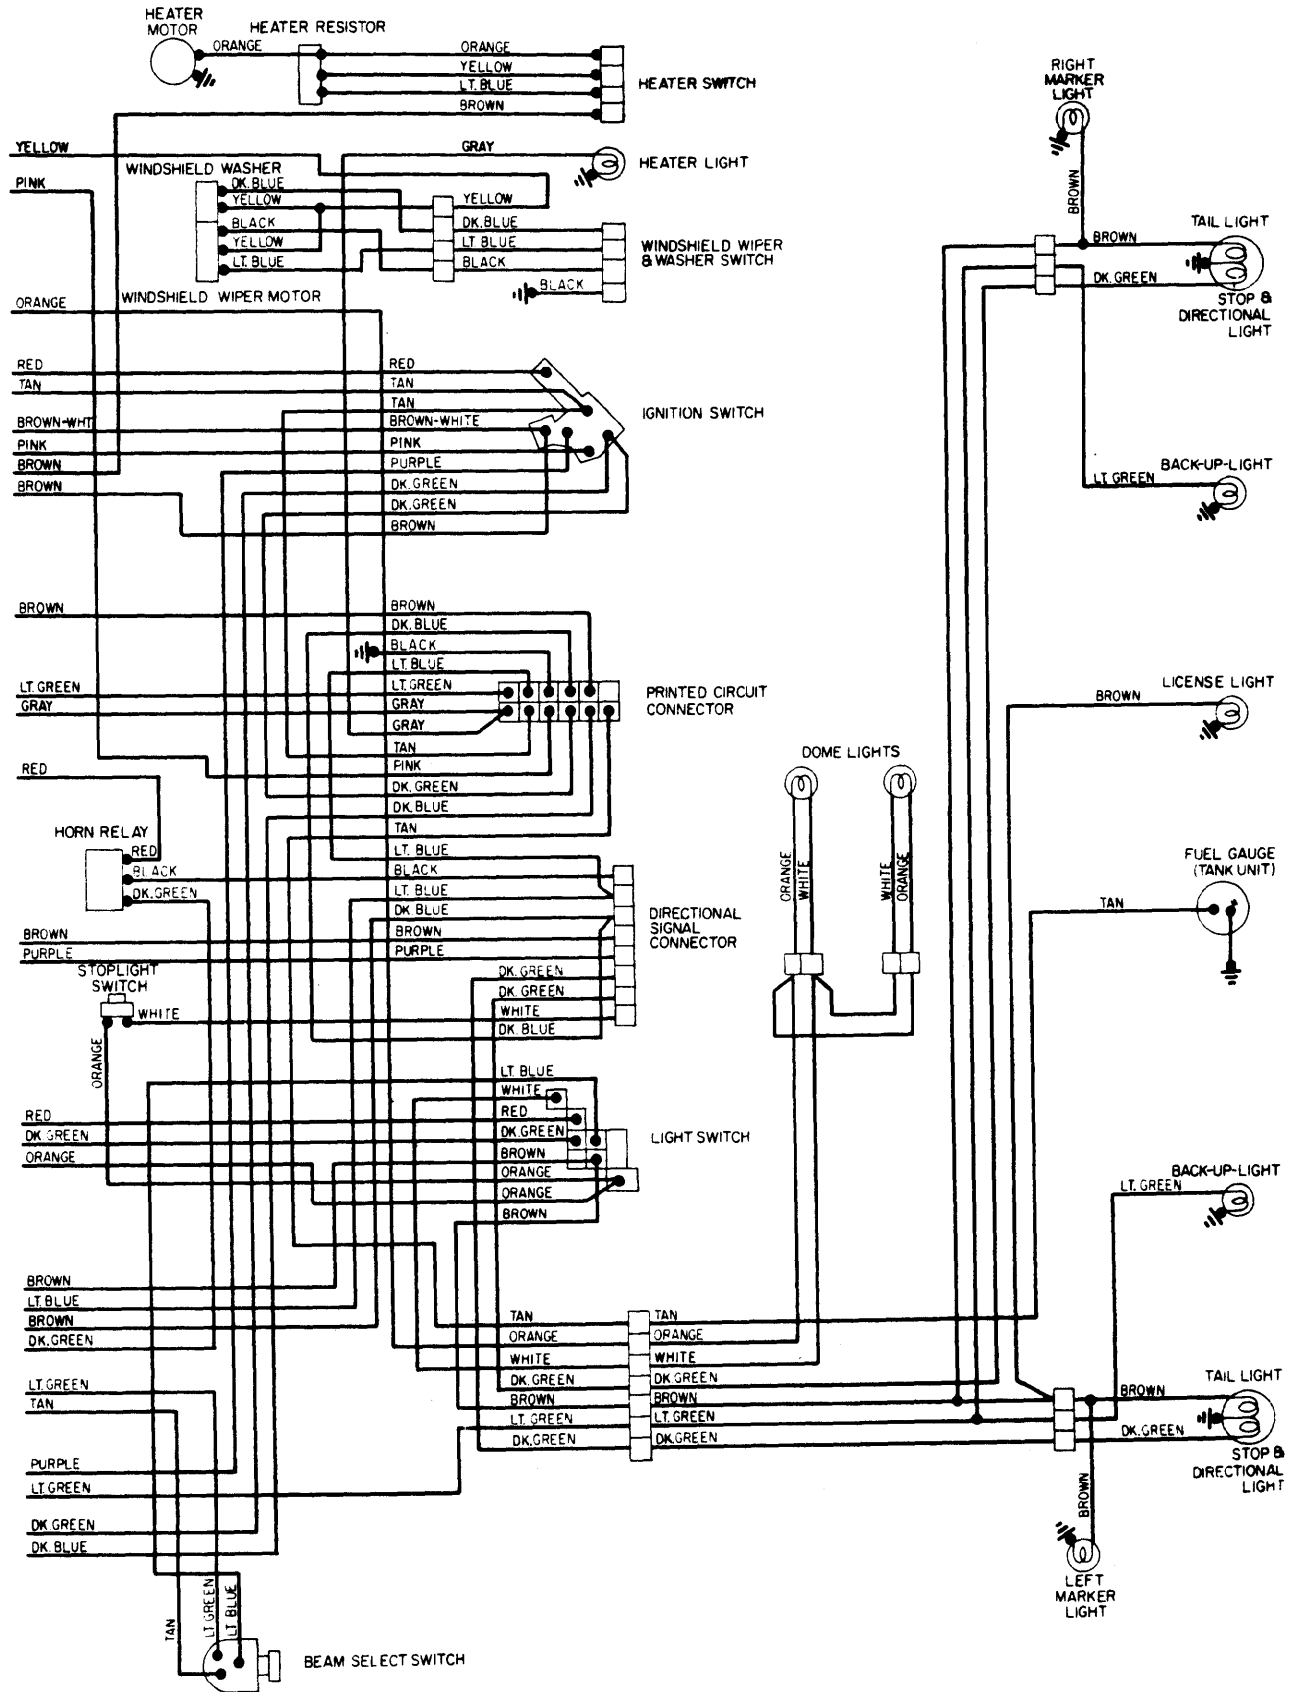 HEATER
MOTOR
HEATER RESISTOR
ORANGE
ORANGE
YELLOW
LT. BLUE
BROWN
HEATER SWITCH
YELLOW
GRAY
HEATER LIGHT
WINDSHIELD WASHER
PINK
DK. BLUE
YELLOW
YELLOW
BLACK
DK. BLUE
YELLOW
LT BLUE
LT. BLUE
BLACK
WINDSHIELD WIPER
& WASHER SWITCH
BLACK
WINDSHIELD WIPER MOTOR
ORANGE
RIGHT
MARKER
LIGHT
BROWN
BROWN
TAIL LIGHT
DK. GREEN
STOP &
DIRECTIONAL
LIGHT
RED
RED
TAN
TAN
TAN
IGNITION SWITCH
BROWN-WHT
BROWN-WHITE
PINK
PINK
BROWN
PURPLE
BROWN
DK. GREEN
DK. GREEN
BROWN
BACK-UP-LIGHT
LT GREEN
BROWN
BROWN
DK. BLUE
BLACK
LT. BLUE
LT. GREEN
LT. GREEN
GRAY
GRAY
GRAY
PRINTED CIRCUIT
CONNECTOR
TAN
PINK
RED
DK. GREEN
DK. BLUE
TAN
LICENSE LIGHT
BROWN
DOME LIGHTS
ORANGE
WHITE
WHITE
ORANGE
HORN RELAY
RED
BLACK
DK. GREEN
LT. BLUE
BLACK
LT. BLUE
DK. BLUE
BROWN
BROWN
PURPLE
PURPLE
DIRECTIONAL
SIGNAL
CONNECTOR
FUEL GAUGE
(TANK UNIT)
TAN
STOPLIGHT
SWITCH
WHITE
ORANGE
DK. GREEN
DK. GREEN
WHITE
DK. BLUE
LT. BLUE
WHITE
RED
RED
DK. GREEN
DK. GREEN
ORANGE
BROWN
ORANGE
ORANGE
BROWN
LIGHT SWITCH
BACK-UP-LIGHT
LT. GREEN
BROWN
LT. BLUE
BROWN
DK. GREEN
TAN
TAN
ORANGE
ORANGE
WHITE
WHITE
DK. GREEN
DK. GREEN
BROWN
BROWN
LT. GREEN
LT. GREEN
DK. GREEN
DK. GREEN
BROWN
TAIL LIGHT
DK. GREEN
STOP &
DIRECTIONAL
LIGHT
BROWN
LEFT
MARKER
LIGHT
LT. GREEN
TAN
PURPLE
LT. GREEN
DK. GREEN
DK. BLUE
TAN
LT GREEN
LT BLUE
BEAM SELECT SWITCH